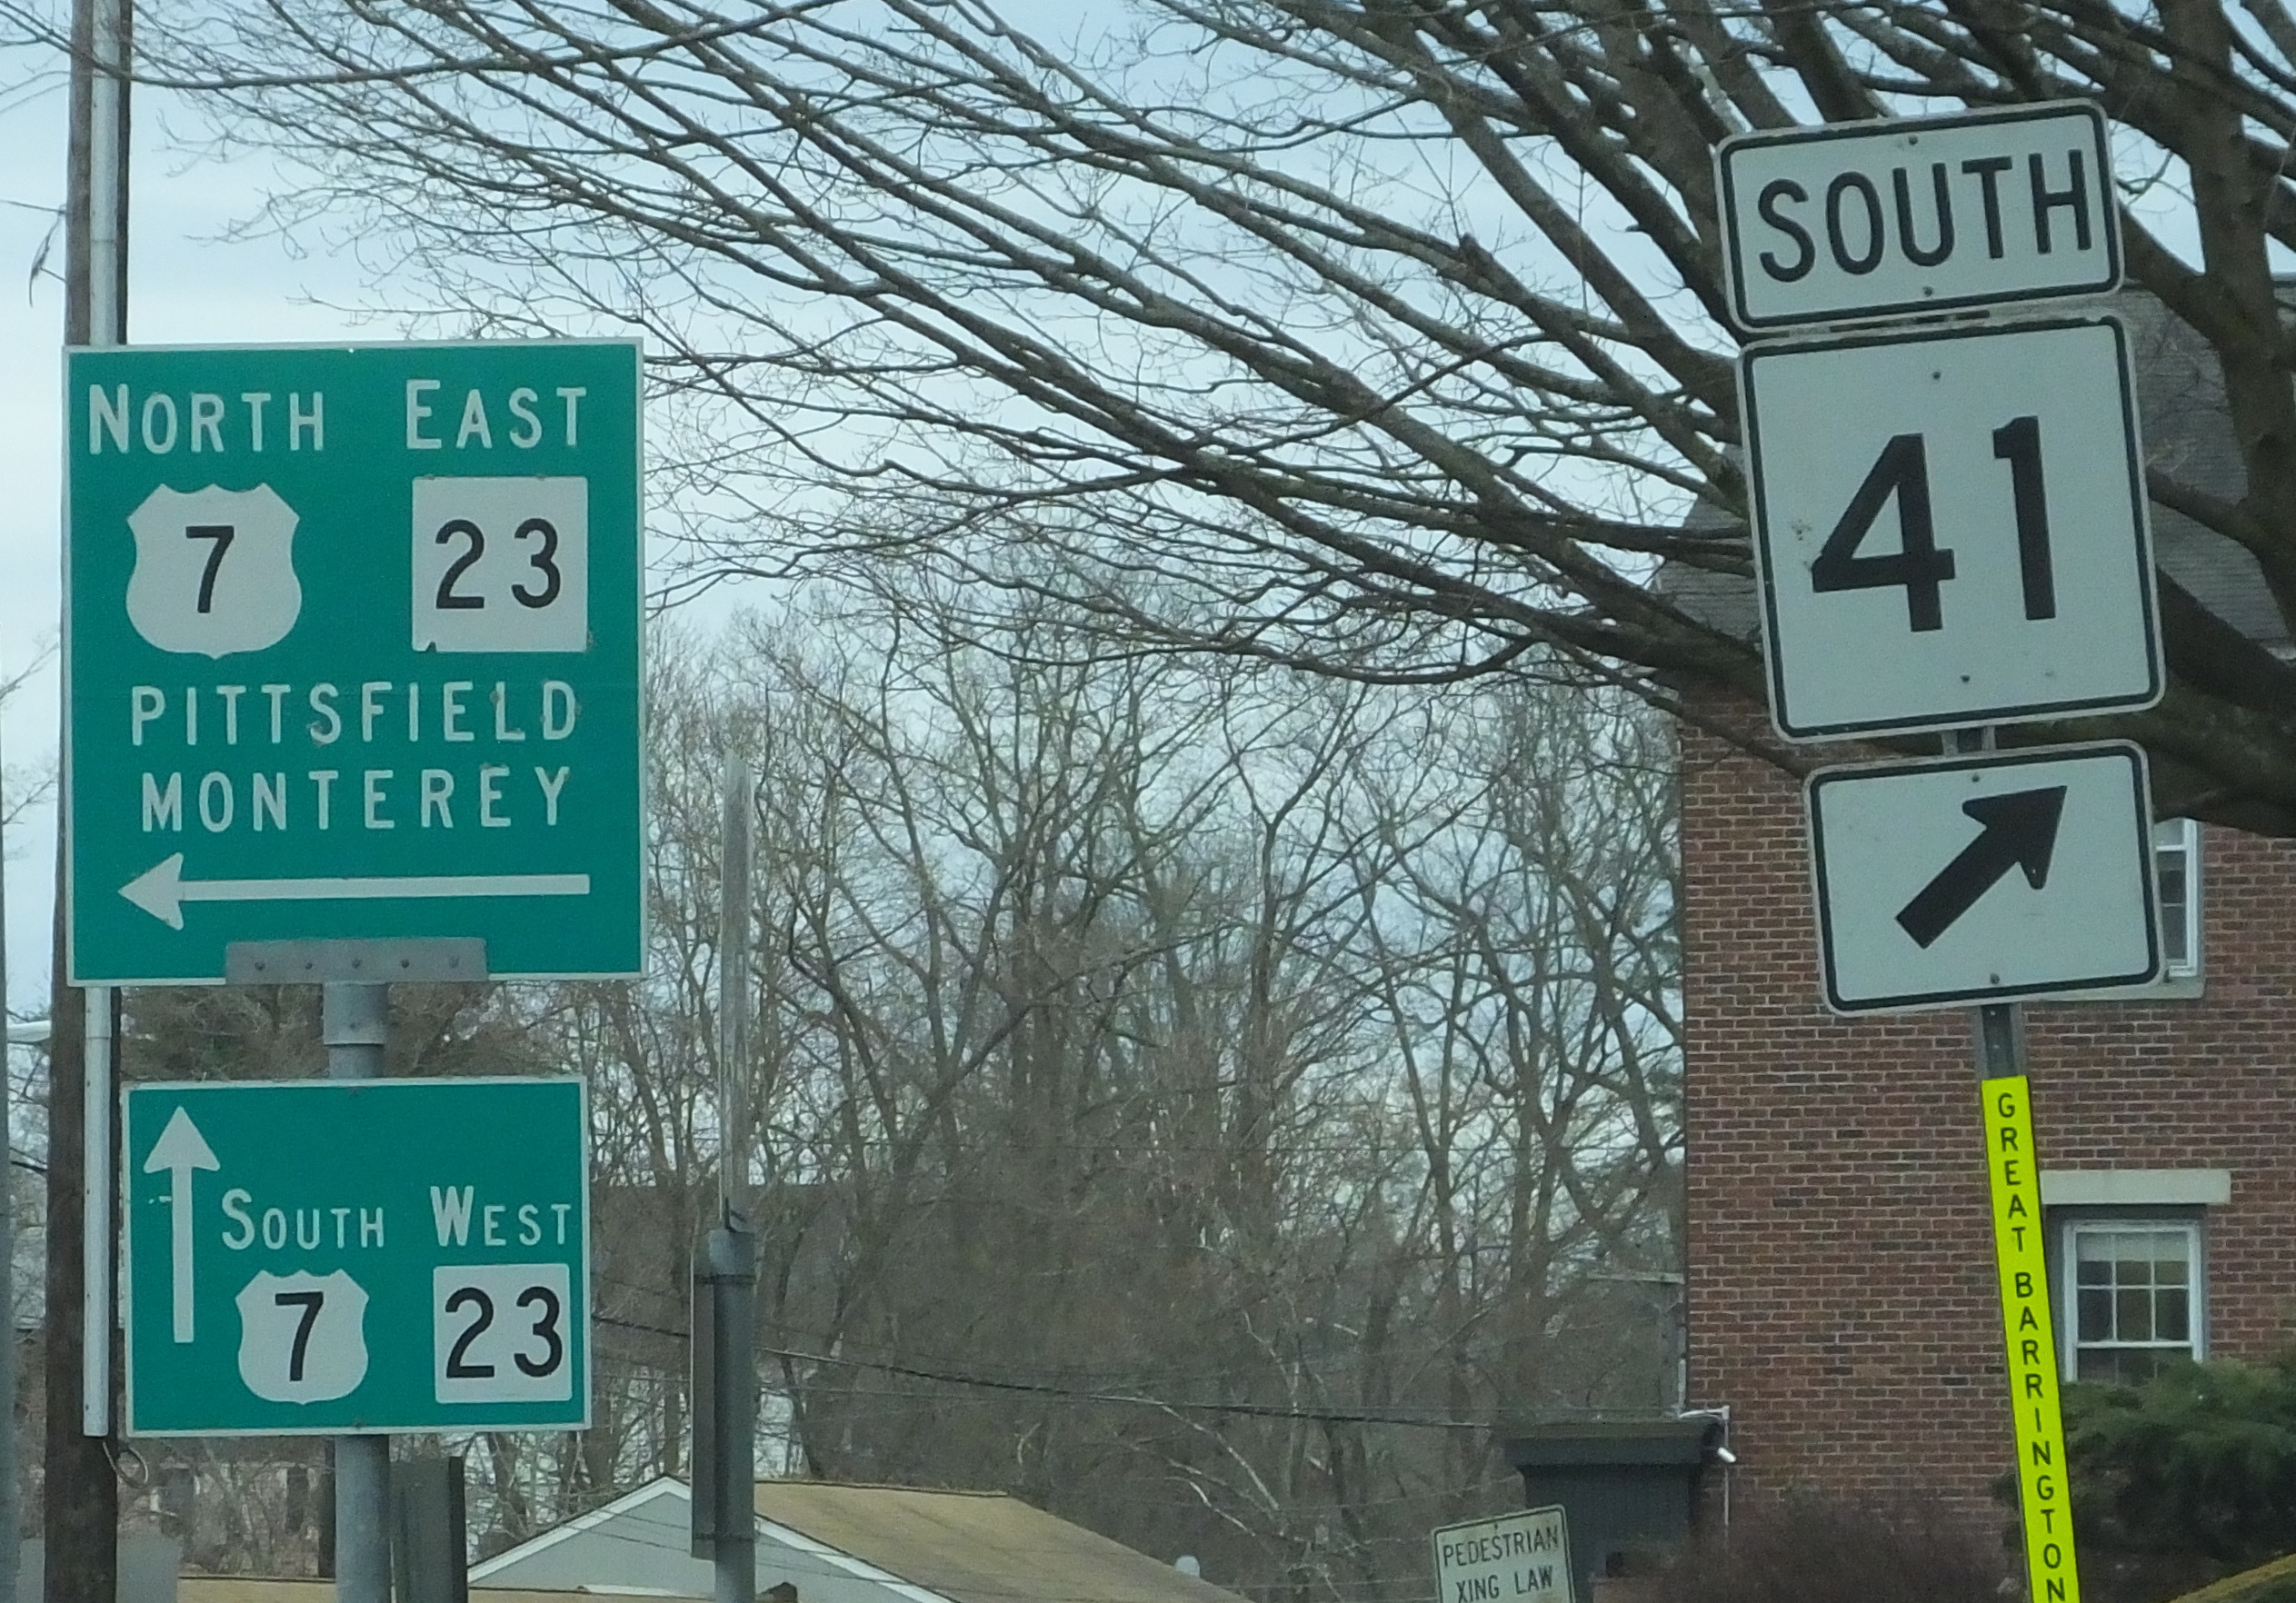 NORTH EAST
7 23
PITTSFIELD
MONTEREY
SOUTH WEST
7 23
SOUTH
41
GREAT BARRINGTON
PEDESTRIAN
XING LAW